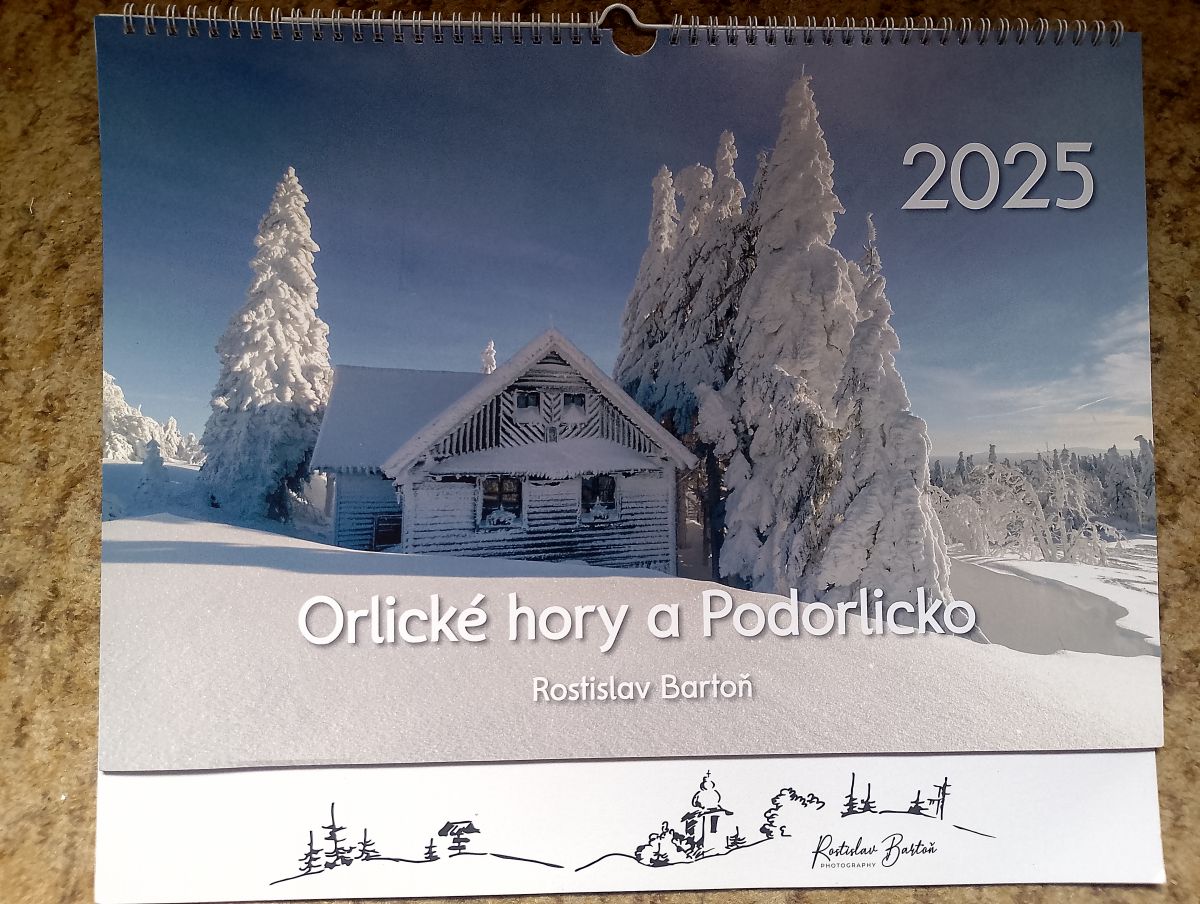 2025
Orlické hory a Podorlicko
Rostislav Bartoň
Rostislav Bartoň
PHOTOGRAPHY